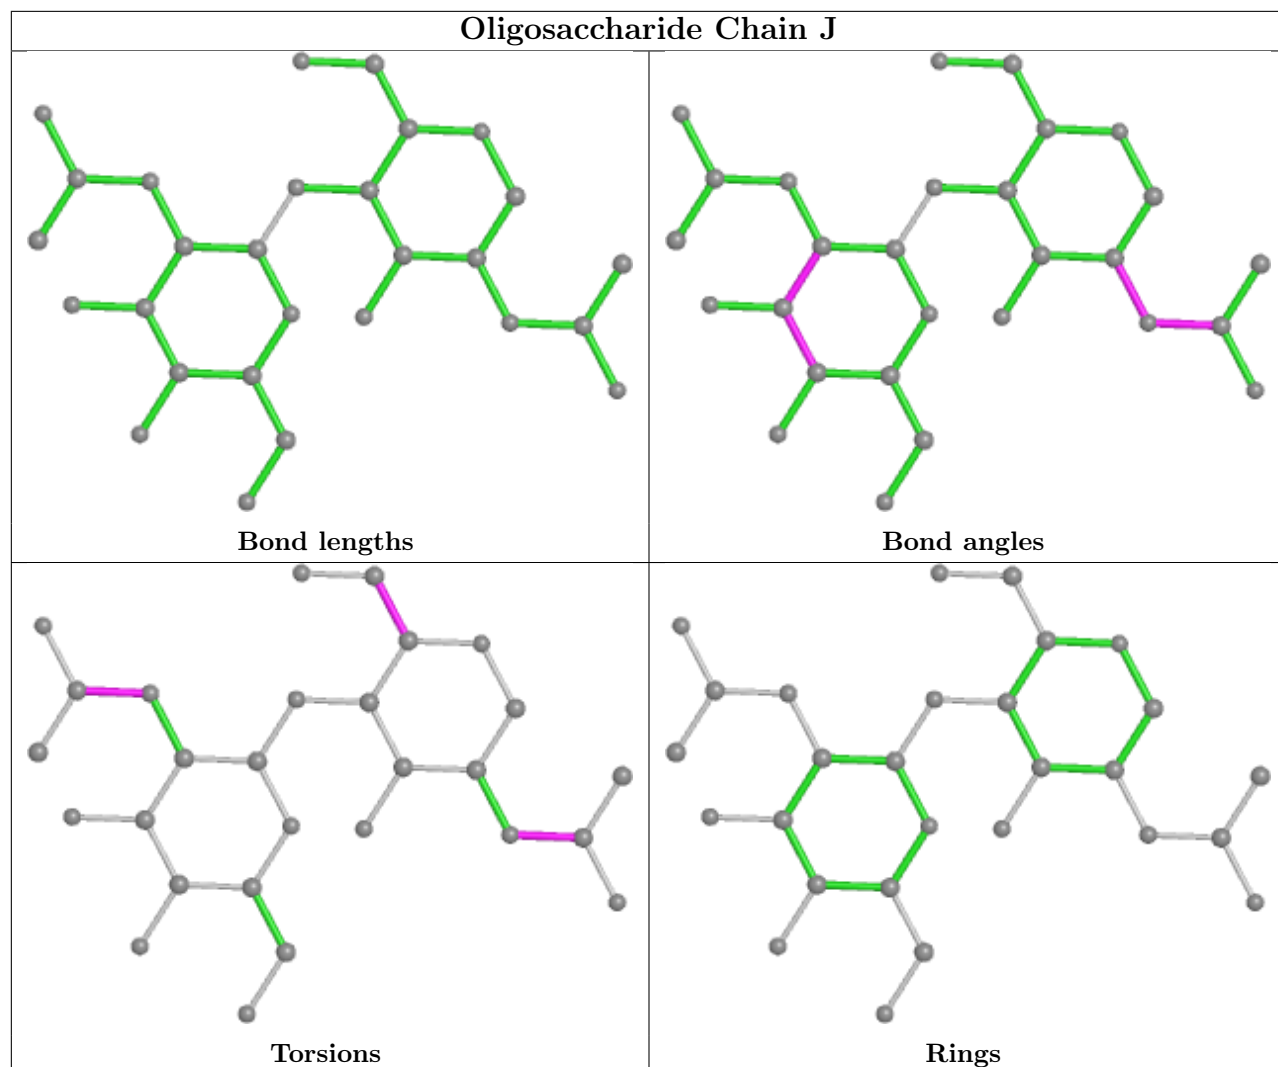 Oligosaccharide Chain J
Bond lengths
Bond angles
Torsions
Rings